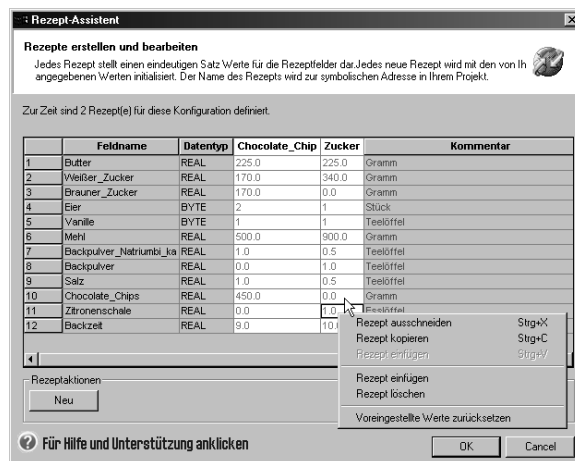 Rezept-Assistent
Rezepte erstellen und bearbeiten
Jedes Rezept stellt einen eindeutigen Satz Werte für die Rezeptfelder dar.Jedes neue Rezept wird mit den von Ih
angegebenen Werten initialisiert. Der Name des Rezepts wird zur symbolischen Adresse in Ihrem Projekt.
Zur Zeit sind 2 Rezept(e) für diese Konfiguration definiert.
Feldname Datentyp Chocolate_Chip Zucker Kommentar
1 Butter REAL 225.0 225.0 Gramm
2 Weißer_Zucker REAL 170.0 340.0 Gramm
3 Brauner_Zucker REAL 170.0 0.0 Gramm
4 Eier BYTE 2 1 Stück
5 Vanille BYTE 1 1 Teelöffel
6 Mehl REAL 500.0 900.0 Gramm
7 Backpulver_Natriumbi_ka REAL 1.0 0.5 Teelöffel
8 Backpulver REAL 0.0 1.0 Teelöffel
9 Salz REAL 1.0 0.5 Teelöffel
10 Chocolate_Chips REAL 450.0 0.0 Gramm
11 Zitronenschale REAL 0.0 1.0 Esslöffel
12 Backzeit REAL 9.0 10.
Rezept ausschneiden Strg+X
Rezept kopieren Strg+C
Rezept einfügen Strg+V
Rezept einfügen
Rezept löschen
Voreingestellte Werte zurücksetzen
Rezeptaktionen
Neu
Für Hilfe und Unterstützung anklicken
OK Cancel